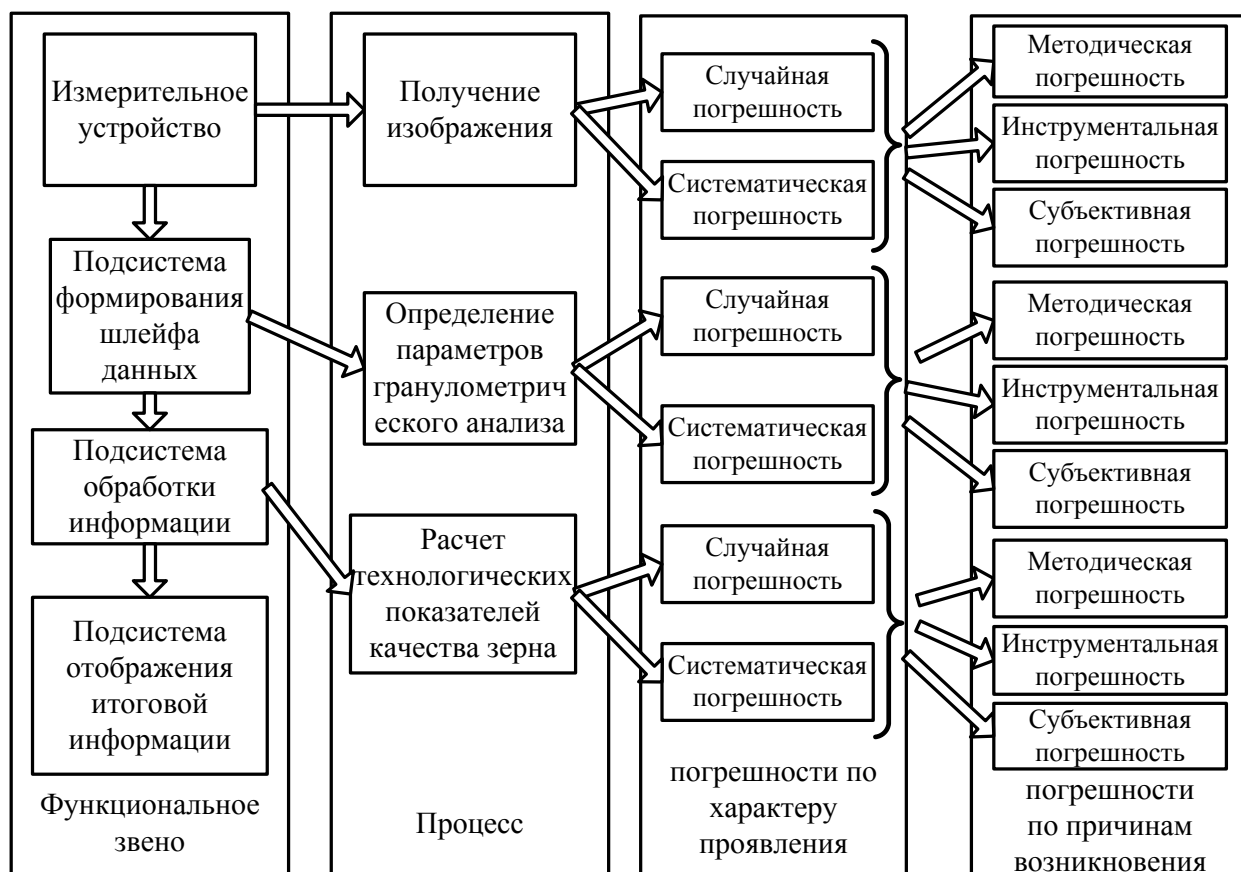 Измерительное
устройство
Подсистема
формирования
шлейфа
данных
Подсистема
обработки
информации
Подсистема
отображения
итоговой
информации
Функциональное
звено
Получение
изображения
Определение
параметров
гранулометрич
еского анализа
Расчет
технологических
показателей
качества зерна
Процесс
Случайная
погрешность
Систематическая
погрешность
Случайная
погрешность
Систематическая
погрешность
Случайная
погрешность
Систематическая
погрешность
погрешности по
характеру
проявления
Методическая
погрешность
Инструментальная
погрешность
Субъективная
погрешность
Методическая
погрешность
Инструментальная
погрешность
Субъективная
погрешность
Методическая
погрешность
Инструментальная
погрешность
Субъективная
погрешность
погрешности
по причинам
возникновения